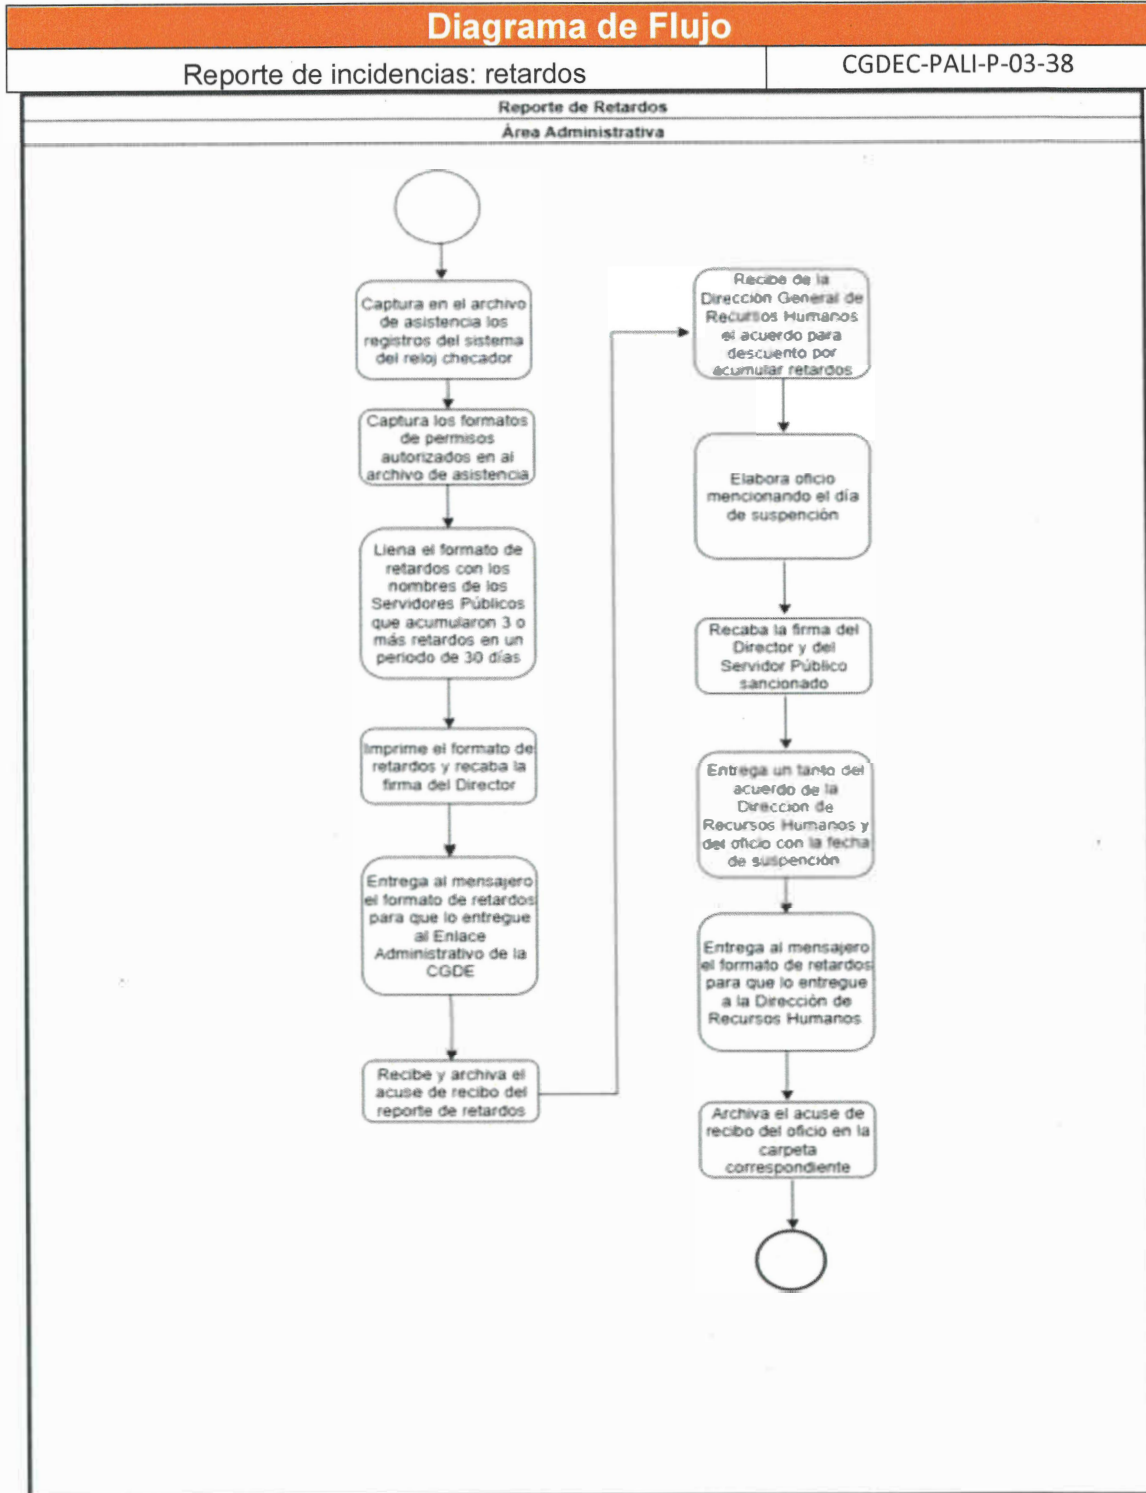 Diagrama de Flujo
Reporte de incidencias: retardos
CGDEC-PALI-P-03-38
Reporte de Retardos
Área Administrativa
Captura en el archivo
de asistencia los
registros del sistema
del reloj checador
Captura los formatos
de permisos
autorizados en al
archivo de asistencia
Llena el formato de
retardos con los
nombres de los
Servidores Públicos
que acumularon 3 o
más retardos en un
periodo de 30 días
Imprime el formato de
retardos y recaba la
firma del Director
Entrega al mensajero
el formato de retardos
para que lo entregue
al Enlace
Administrativo de la
CGDE
Recibe y archiva el
acuse de recibo del
reporte de retardos
Recibe de la
Dirección General de
Recursos Humanos
el acuerdo para
descuento por
acumular retardos
Elabora oficio
mencionando el día
de suspención
Recaba la firma del
Director y del
Servidor Público
sancionado
Entrega un tanto del
acuerdo de la
Direccion de
Recursos Humanos y
del oficio con la fecha
de suspención
Entrega al mensajero
el formato de retardos
para que lo entregue
a la Dirección de
Recursos Humanos
Archiva el acuse de
recibo del oficio en la
carpeta
correspondiente